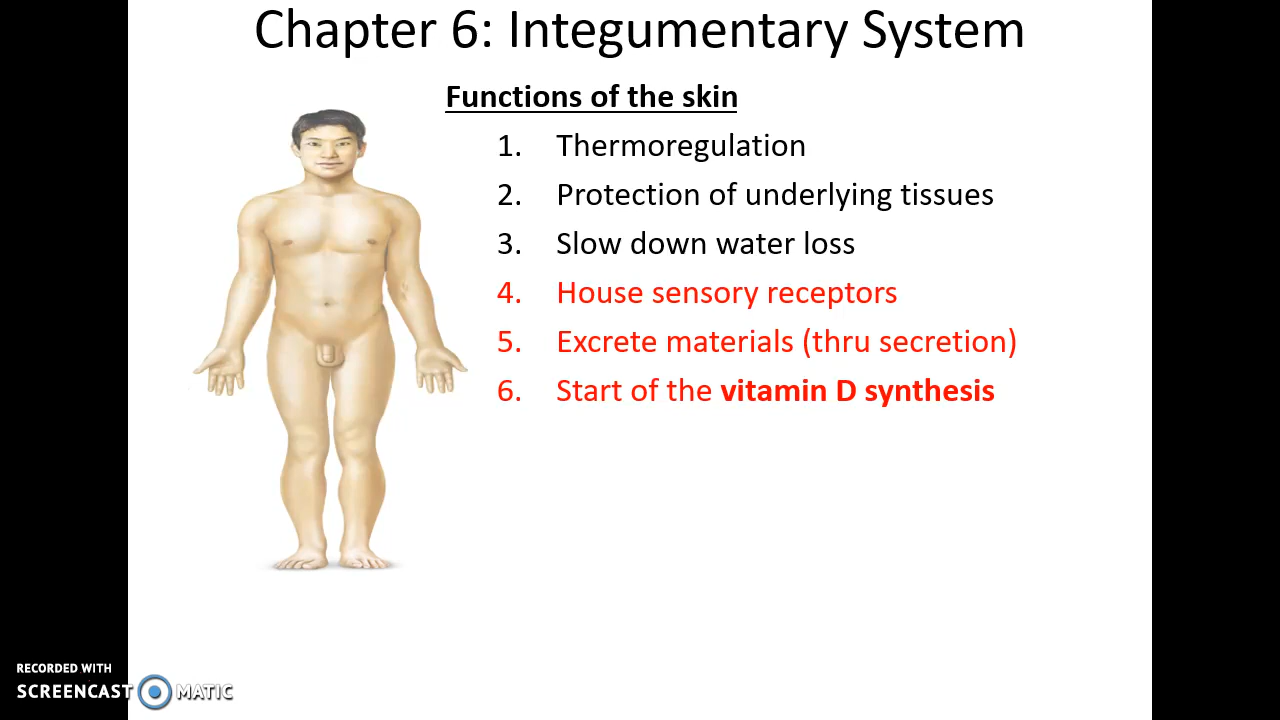 Chapter 6: Integumentary System
Functions of the skin
1. Thermoregulation
2. Protection of underlying tissues
3. Slow down water loss
4. House sensory receptors
5. Excrete materials (thru secretion)
6. Start of the vitamin D synthesis
RECORDED WITH
SCREENCAST MATIC